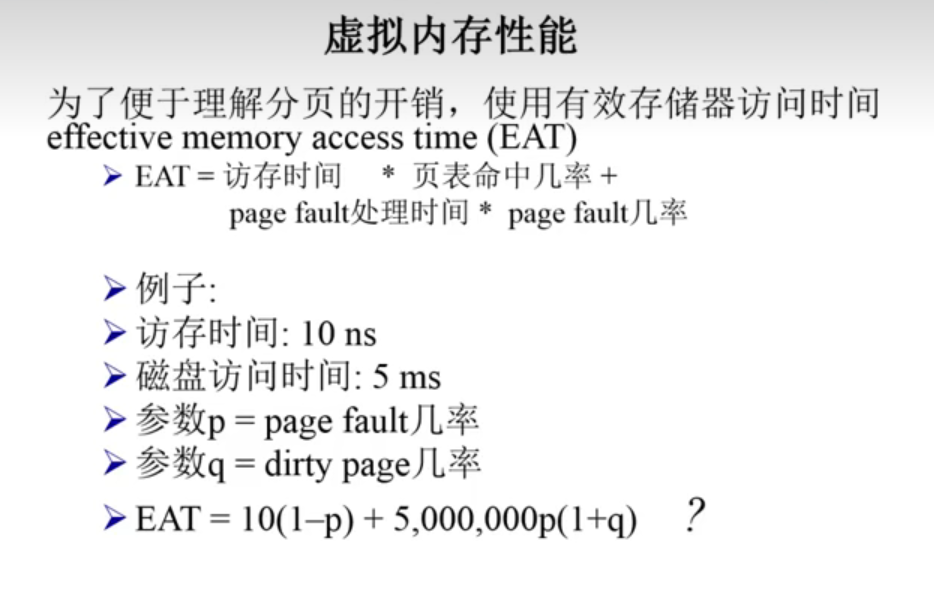 虚拟内存性能
为了便于理解分页的开销，使用有效存储器访问时间
effective memory access time (EAT)
➢ EAT = 访存时间 * 页表命中几率 +
page fault处理时间 * page fault几率
➢ 例子:
➢ 访存时间: 10 ns
➢ 磁盘访问时间: 5 ms
➢ 参数p = page fault几率
➢ 参数q = dirty page几率
➢ EAT = 10(1–p) + 5,000,000p(1+q) ?